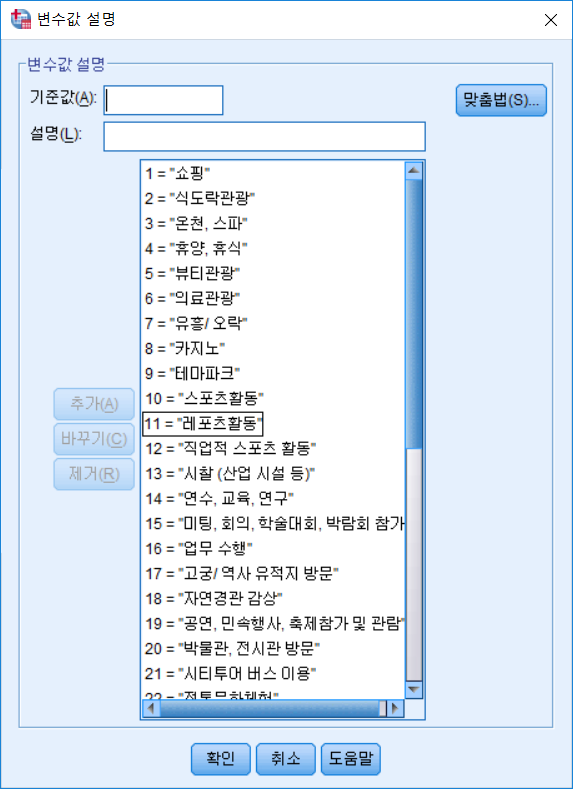 변수값 설명
변수값 설명
기준값(A):
맞춤법(S)...
설명(L):
1 = "쇼핑"
2 = "식도락관광"
3 = "온천, 스파"
4 = "휴양, 휴식"
5 = "뷰티관광"
6 = "의료관광"
7 = "유흥/ 오락"
8 = "카지노"
9 = "테마파크"
10 = "스포츠활동"
11 = "레포츠활동"
12 = "직업적 스포츠 활동"
13 = "시찰 (산업 시설 등)"
14 = "연수, 교육, 연구"
15 = "미팅, 회의, 학술대회, 박람회 참가
16 = "업무 수행"
17 = "고궁/ 역사 유적지 방문"
18 = "자연경관 감상"
19 = "공연, 민속행사, 축제참가 및 관람"
20 = "박물관, 전시관 방문"
21 = "시티투어 버스 이용"
22 = "전통문화체험"
추가(A)
바꾸기(C)
제거(R)
확인
취소
도움말